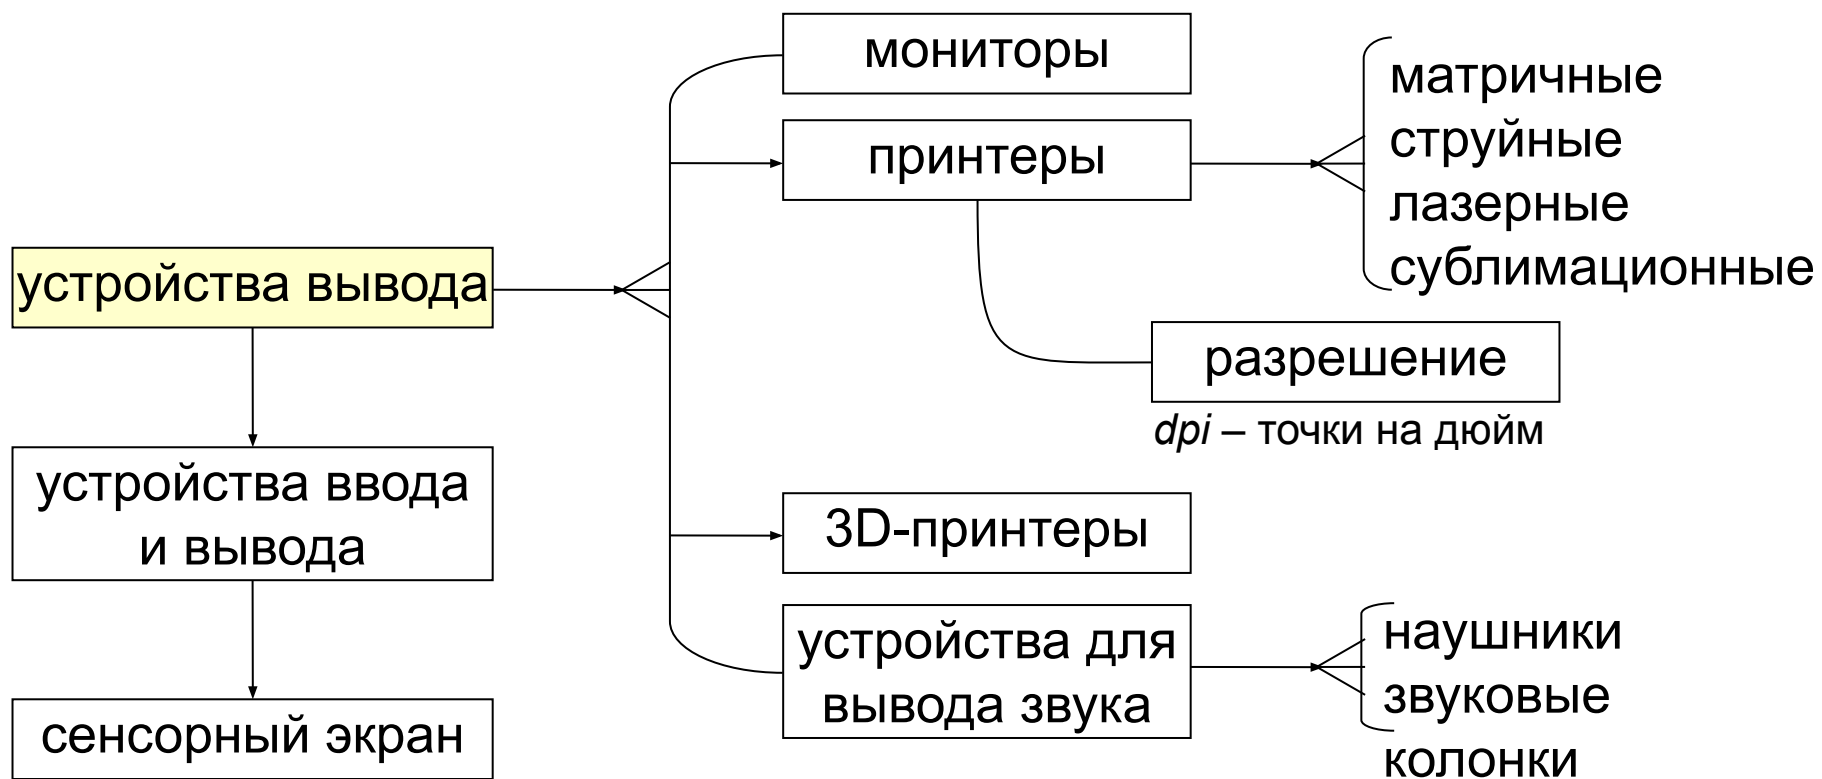 мониторы
принтеры
матричные
струйные
лазерные
сублимационные
устройства вывода
разрешение
dpi – точки на дюйм
устройства ввода
и вывода
3D-принтеры
устройства для
вывода звука
наушники
звуковые
колонки
сенсорный экран